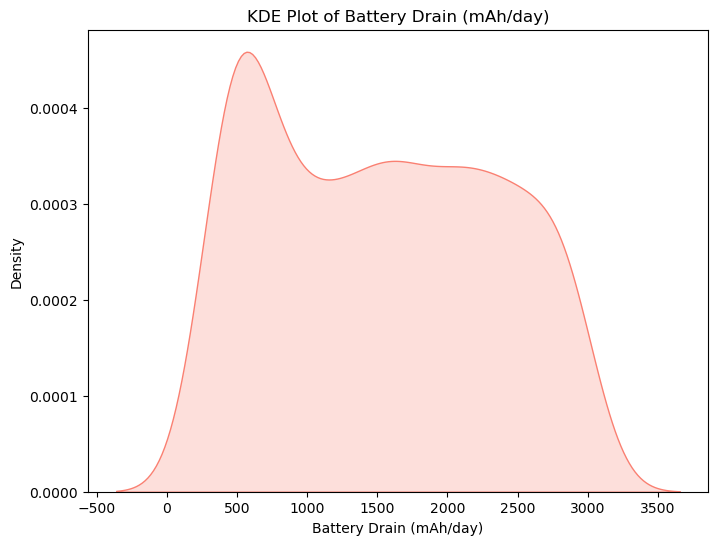 KDE Plot of Battery Drain (mAh/day)
0.0004
0.0003
0.0002
0.0001
0.0000
Density
−500 0 500 1000 1500 2000 2500 3000 3500
Battery Drain (mAh/day)